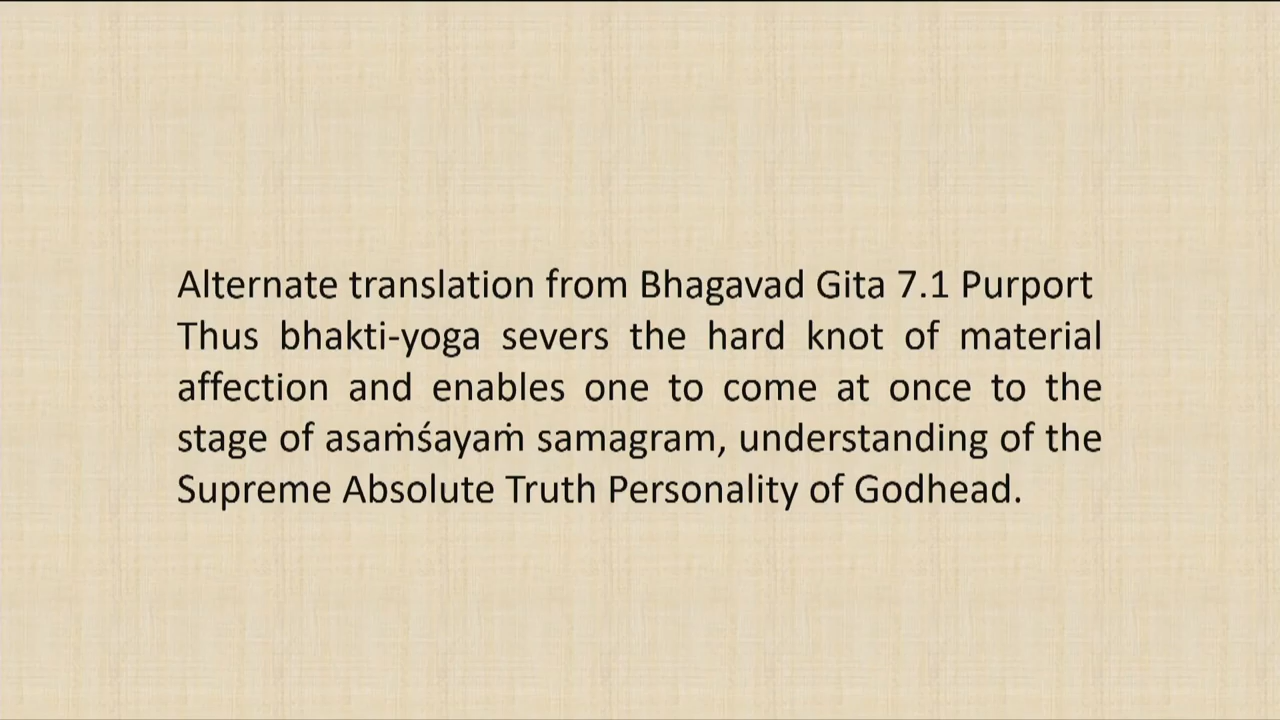 Alternate translation from Bhagavad Gita 7.1 Purport
Thus bhakti-yoga severs the hard knot of material
affection and enables one to come at once to the
stage of asaṁśayaṁ samagram, understanding of the
Supreme Absolute Truth Personality of Godhead.